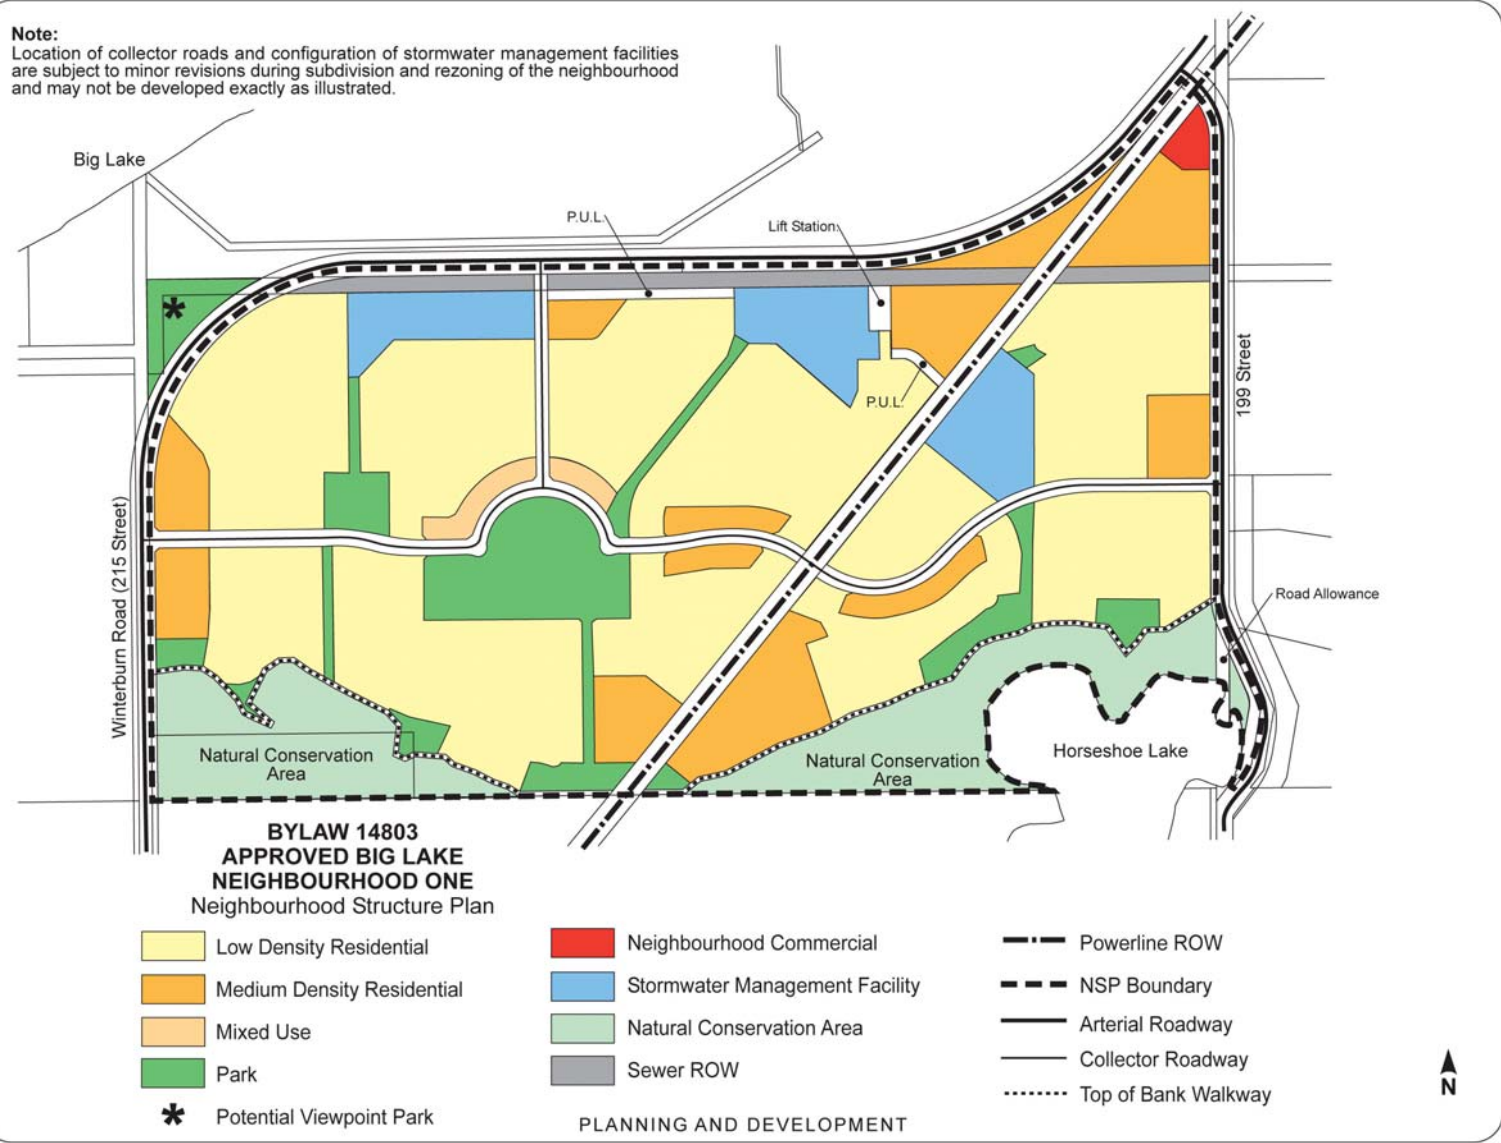 Note:
Location of collector roads and configuration of stormwater management facilities
are subject to minor revisions during subdivision and rezoning of the neighbourhood
and may not be developed exactly as illustrated.
Big Lake
P.U.L.
Lift Station
P.U.L.
199 Street
Winterburn Road (215 Street)
Road Allowance
Natural Conservation
Area
Natural Conservation
Area
Horseshoe Lake
BYLAW 14803
APPROVED BIG LAKE
NEIGHBOURHOOD ONE
Neighbourhood Structure Plan
Low Density Residential
Medium Density Residential
Mixed Use
Park
Potential Viewpoint Park
Neighbourhood Commercial
Stormwater Management Facility
Natural Conservation Area
Sewer ROW
Powerline ROW
NSP Boundary
Arterial Roadway
Collector Roadway
Top of Bank Walkway
N
PLANNING AND DEVELOPMENT